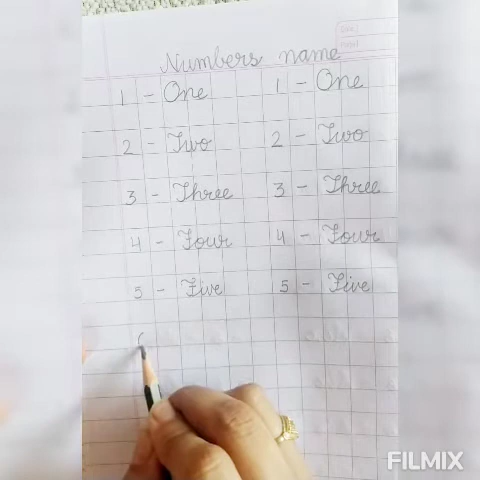 Numbers name
1 - One 1 - One
2 - Two 2 - Two
3 - Three 3 - Three
4 - Four 4 - Four
5 - Five 5 - Five
FILMIX